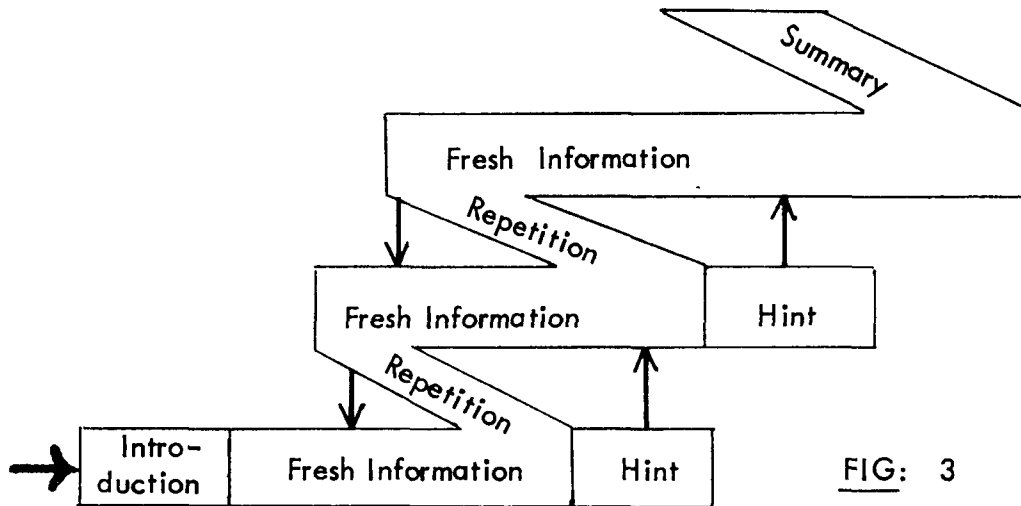 Summary
Fresh Information
Repetition
Fresh Information
Hint
Repetition
Intro-
duction
Fresh Information
Hint
FIG: 3